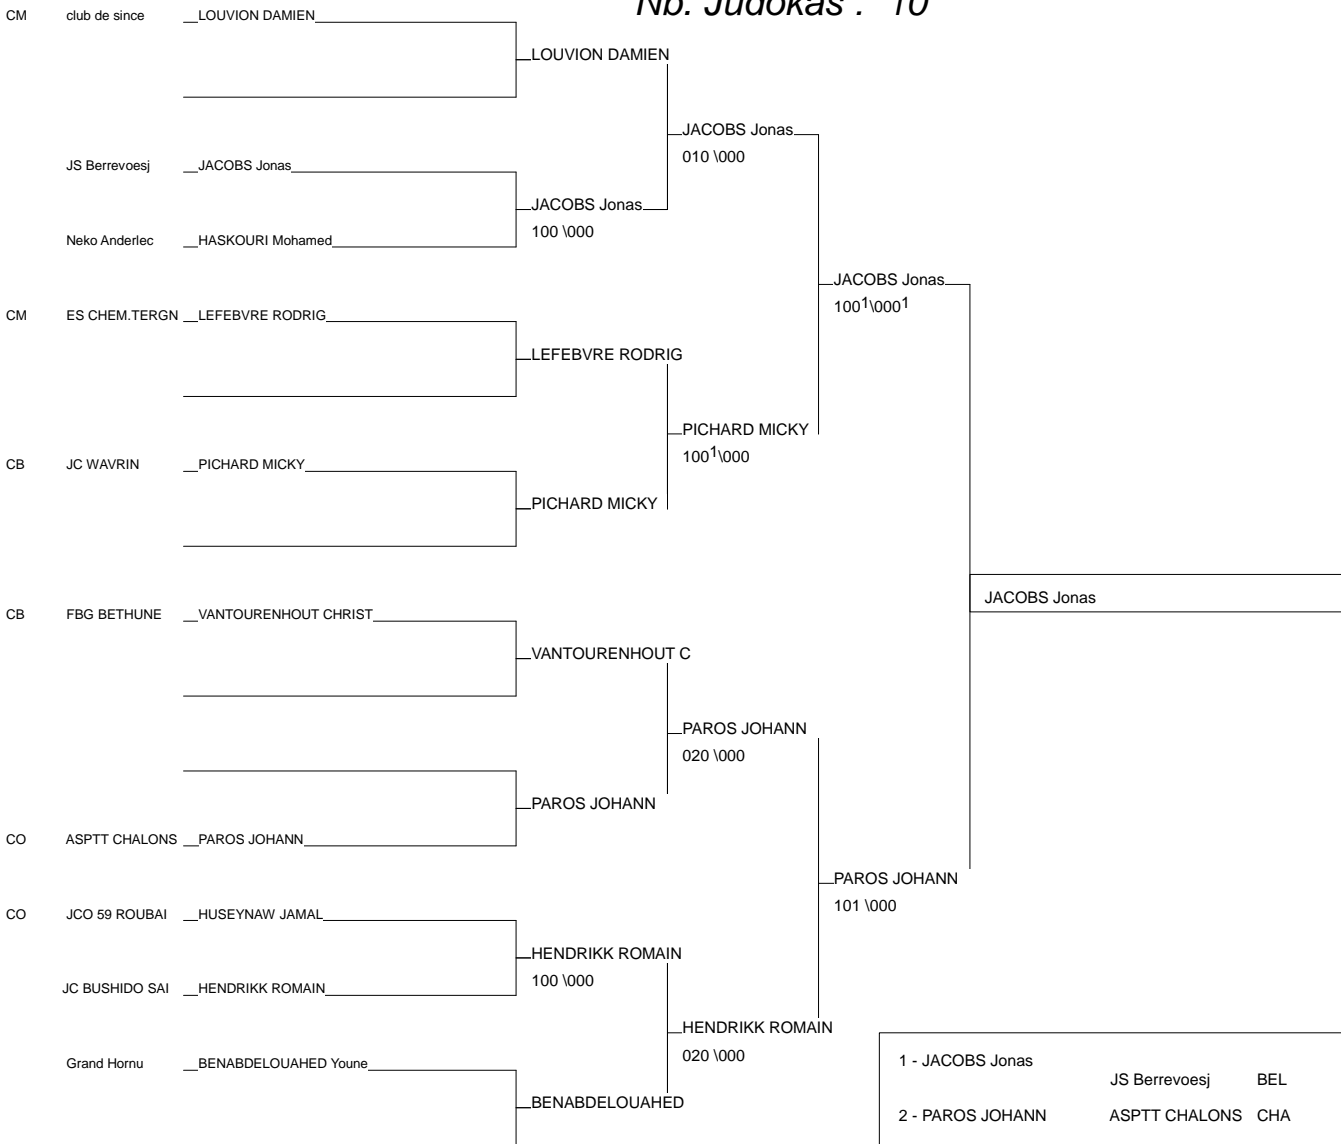 Nb. Judokas : 10
CM club de since LOUVION DAMIEN
LOUVION DAMIEN
JACOBS Jonas
010 \000
JS Berrevoesj JACOBS Jonas
JACOBS Jonas
100 \000
Neko Anderlec HASKOURI Mohamed
JACOBS Jonas
100¹\000¹
CM ES CHEM.TERGN LEFEBVRE RODRIG
LEFEBVRE RODRIG
PICHARD MICKY
100¹\000
CB JC WAVRIN PICHARD MICKY
PICHARD MICKY
JACOBS Jonas
CB FBG BETHUNE VANTOURENHOUT CHRIST
VANTOURENHOUT C
PAROS JOHANN
020 \000
PAROS JOHANN
CO ASPTT CHALONS PAROS JOHANN
PAROS JOHANN
101 \000
CO JCO 59 ROUBAI HUSEYNAW JAMAL
HENDRIKK ROMAIN
100 \000
JC BUSHIDO SAI HENDRIKK ROMAIN
HENDRIKK ROMAIN
020 \000
Grand Hornu BENABDELOUAHED Youne
BENABDELOUAHED
1 - JACOBS Jonas
JS Berrevoesj BEL
2 - PAROS JOHANN ASPTT CHALONS CHA